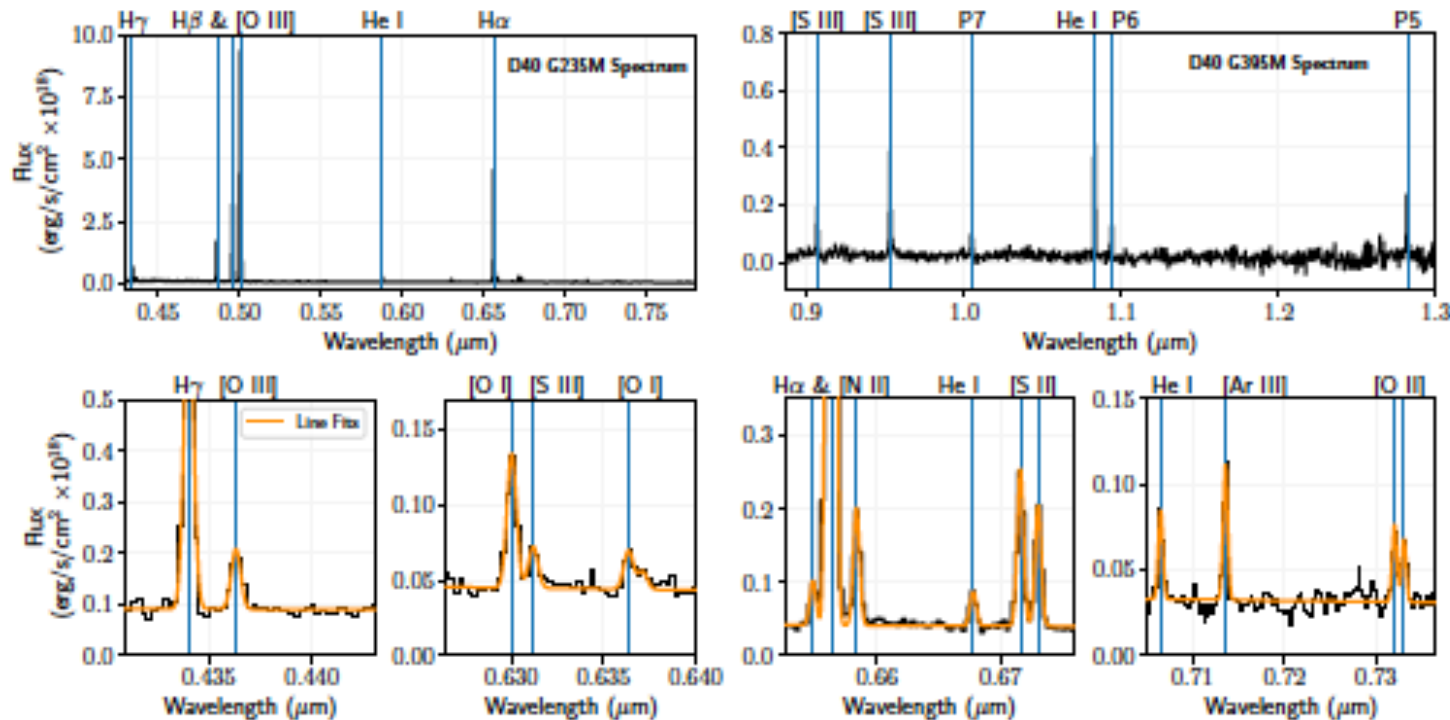 Hγ Hβ & [O III] He I Hα
10.0
7.5
5.0
2.5
0.0
Flux
(erg/s/cm² ×10¹⁸)
D40 G235M Spectrum
0.45 0.50 0.55 0.60 0.65 0.70 0.75
Wavelength (μm)
[S III] [S III] P7 He I P6 P5
0.8
0.6
0.4
0.2
0.0
D40 G395M Spectrum
0.9 1.0 1.1 1.2 1.3
Wavelength (μm)
Hγ [O III]
0.5
0.4
0.3
0.2
0.1
0.0
Flux
(erg/s/cm² ×10¹⁸)
Line Fits
0.435 0.440
Wavelength (μm)
[O I] [S III] [O I]
0.15
0.10
0.05
0.00
0.630 0.635 0.640
Wavelength (μm)
Hα & [N II] He I [S II]
0.3
0.2
0.1
0.0
0.66 0.67
Wavelength (μm)
He I [Ar III] [O II]
0.15
0.10
0.05
0.00
0.71 0.72 0.73
Wavelength (μm)